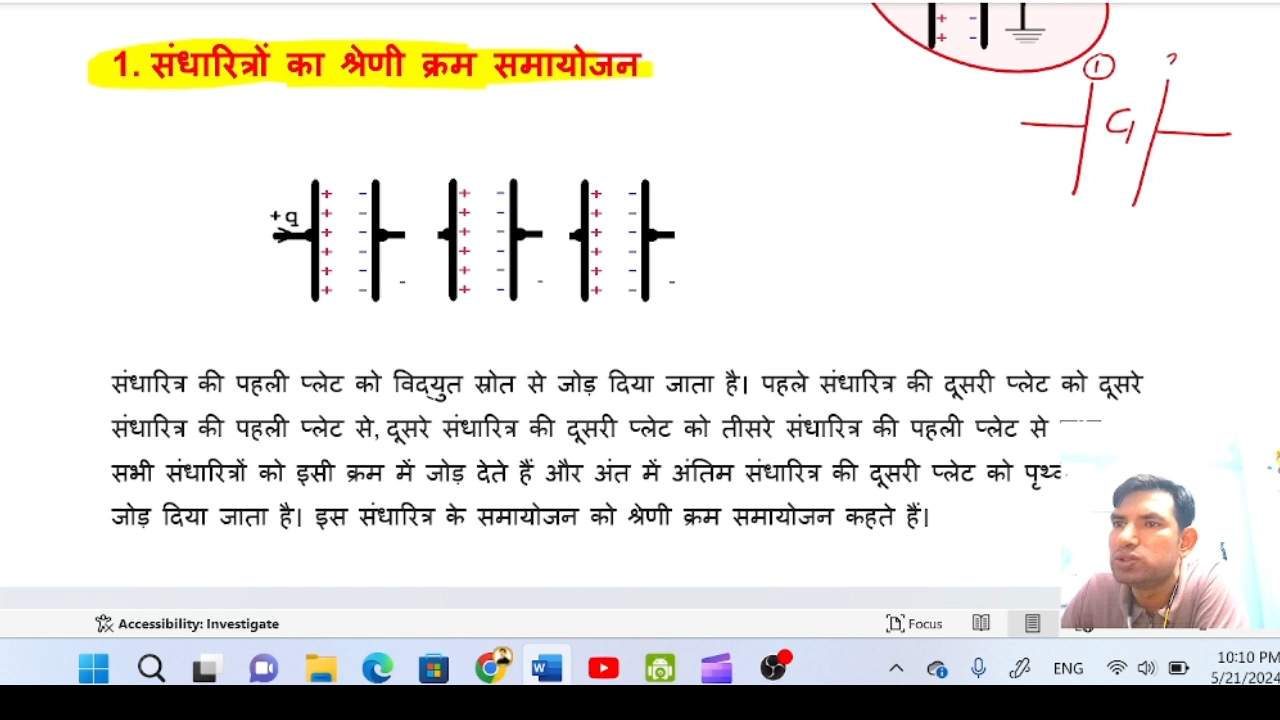 1. संधारित्रों का श्रेणी क्रम समायोजन
1
C1
+q
संधारित्र की पहली प्लेट को विद्युत स्रोत से जोड़ दिया जाता है। पहले संधारित्र की दूसरी प्लेट को दूसरे
संधारित्र की पहली प्लेट से, दूसरे संधारित्र की दूसरी प्लेट को तीसरे संधारित्र की पहली प्लेट से
सभी संधारित्रों को इसी क्रम में जोड़ देते हैं और अंत में अंतिम संधारित्र की दूसरी प्लेट को
जोड़ दिया जाता है। इस संधारित्र के समायोजन को श्रेणी क्रम समायोजन कहते हैं।
Accessibility: Investigate
Focus
ENG
10:10 PM
5/21/2024